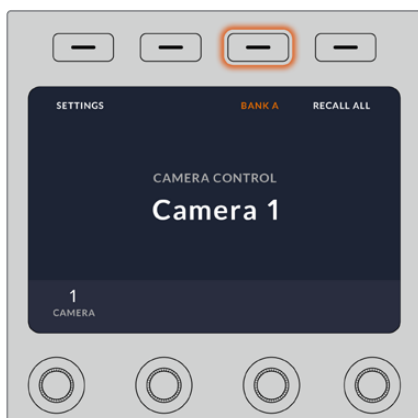 SETTINGS BANK A RECALL ALL
CAMERA CONTROL
Camera 1
1
CAMERA